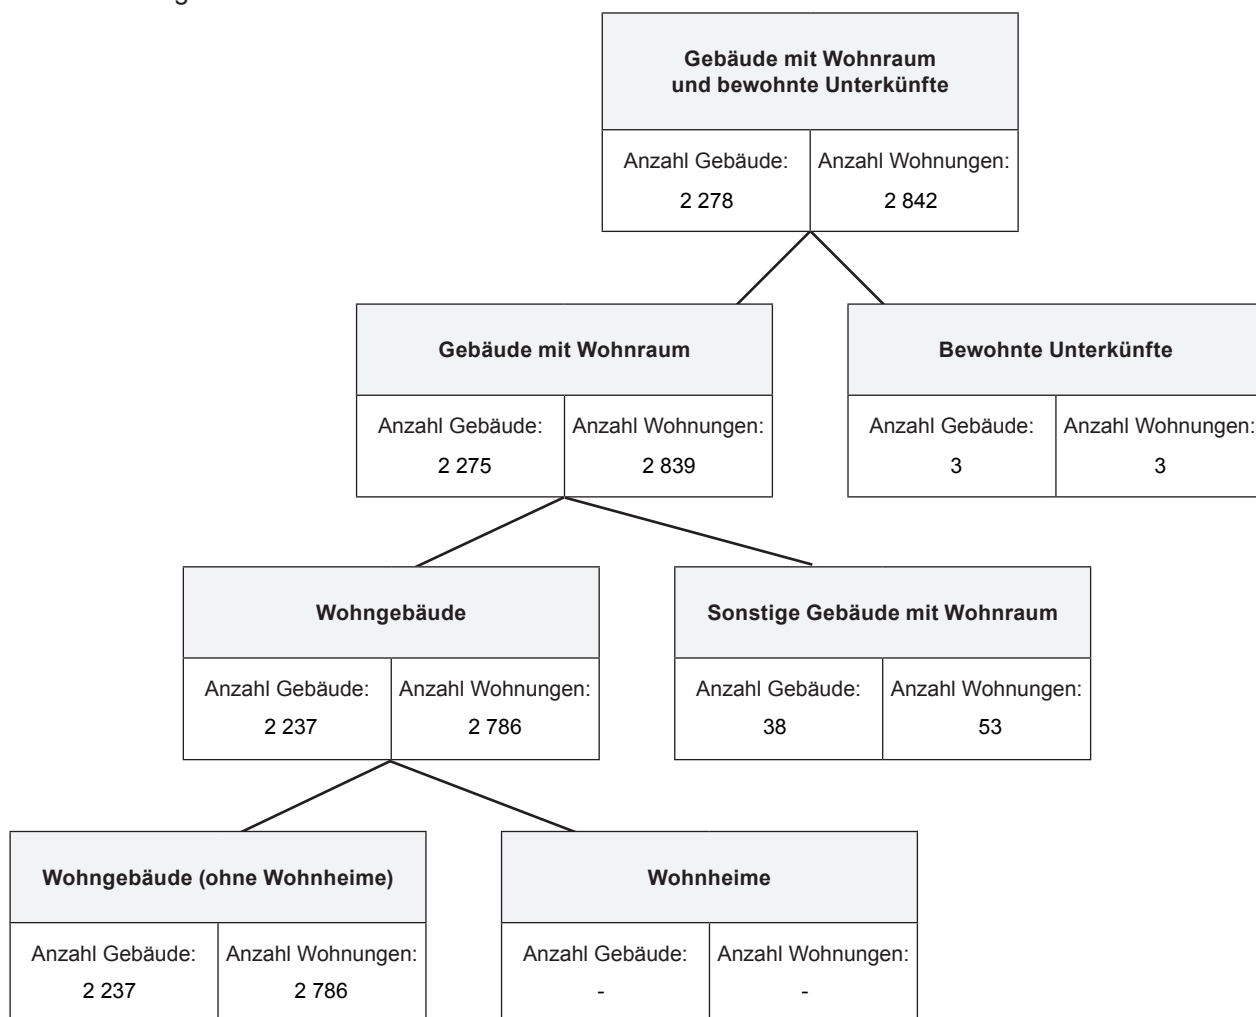 Gebäude mit Wohnraum
und bewohnte Unterkünfte
Anzahl Gebäude: Anzahl Wohnungen:
2 278 2 842
Gebäude mit Wohnraum
Bewohnte Unterkünfte
Anzahl Gebäude: Anzahl Wohnungen:
2 275 2 839
Anzahl Gebäude: Anzahl Wohnungen:
3 3
Wohngebäude
Sonstige Gebäude mit Wohnraum
Anzahl Gebäude: Anzahl Wohnungen:
2 237 2 786
Anzahl Gebäude: Anzahl Wohnungen:
38 53
Wohngebäude (ohne Wohnheime)
Wohnheime
Anzahl Gebäude: Anzahl Wohnungen:
2 237 2 786
Anzahl Gebäude: Anzahl Wohnungen:
- -